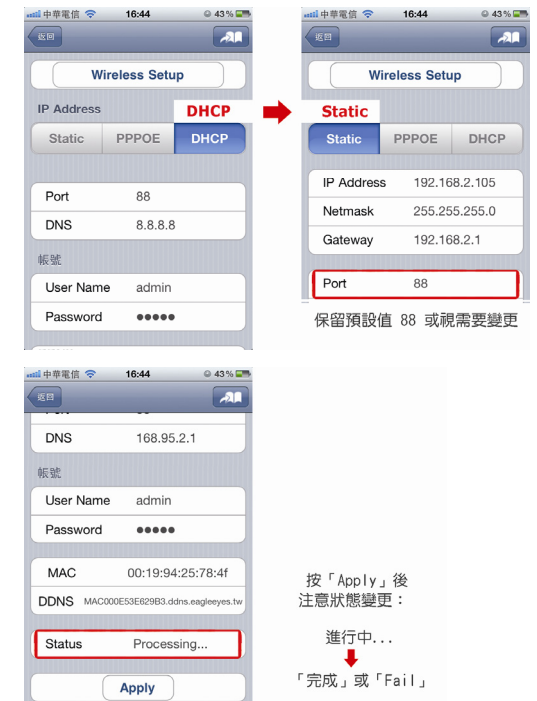 中華電信 16:44 43%
返回
Wireless Setup
IP Address
DHCP
Static PPPOE DHCP
Port 88
DNS 8.8.8.8
帳號
User Name admin
Password ●●●●●
中華電信 16:44 43%
返回
Wireless Setup
Static
Static PPPOE DHCP
IP Address 192.168.2.105
Netmask 255.255.255.0
Gateway 192.168.2.1
Port 88
保留預設值 88 或視需要變更
中華電信 16:44 43%
返回
DNS 168.95.2.1
帳號
User Name admin
Password ●●●●●
MAC 00:19:94:25:78:4f
DDNS MAC000E53E629B3.ddns.eagleeyes.tw
Status Processing...
Apply
按「Apply」後
注意狀態變更：
進行中...
「完成」或「Fail」